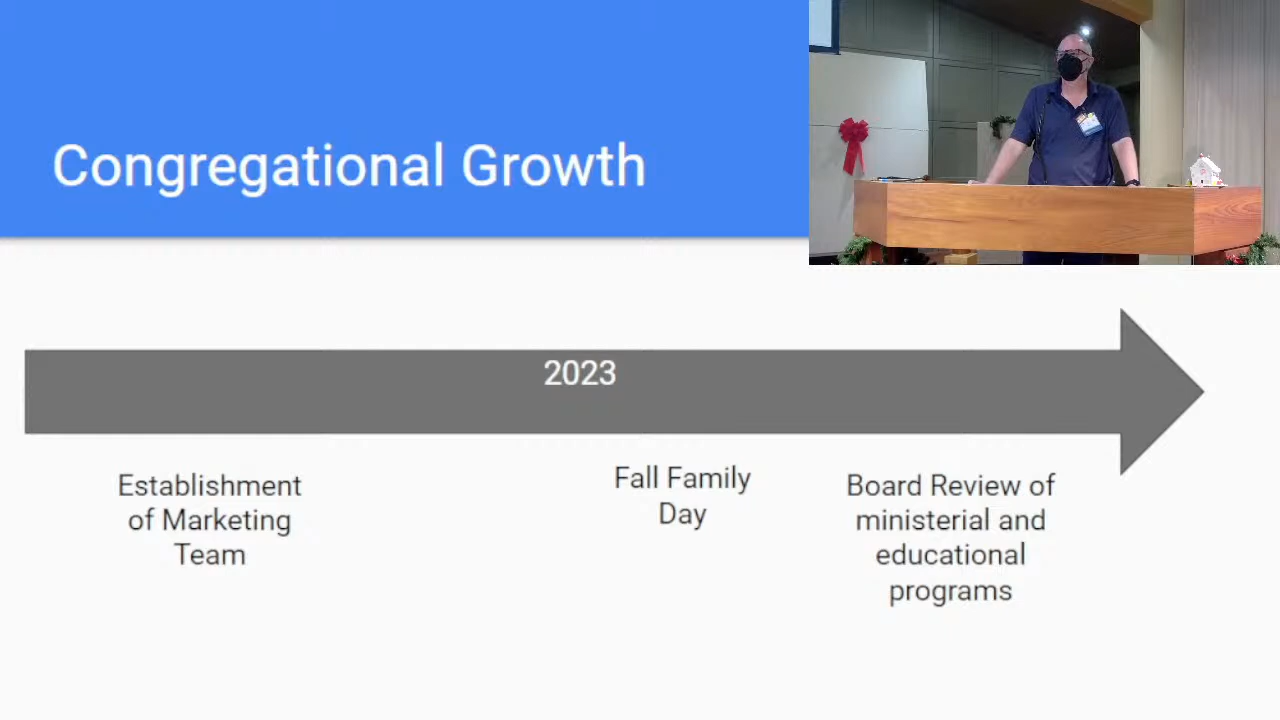 Congregational Growth
2023
Establishment
of Marketing
Team
Fall Family
Day
Board Review of
ministerial and
educational
programs